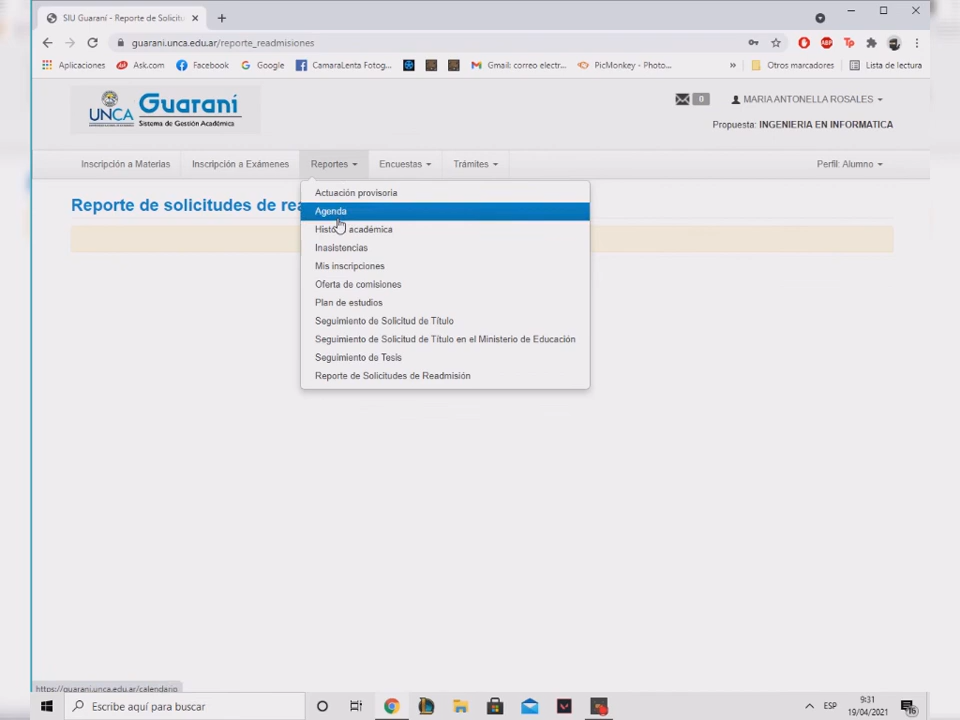 SIU Guaraní - Reporte de Solicitu
guarani.unca.edu.ar/reporte_readmisiones
Aplicaciones Ask.com Facebook CamaraLenta Fotog... Google Gmail: correo electr... PicMonkey - Photo... » Otros marcadores Lista de lectura
UNCA Guaraní
Sistema de Gestión Académica
0 MARIA ANTONELLA ROSALES
Propuesta: INGENIERIA EN INFORMATICA
Inscripción a Materias Inscripción a Exámenes Reportes Encuestas Trámites Perfil: Alumno
Reporte de solicitudes de rea
Actuación provisoria
Agenda
Historia académica
Inasistencias
Mis inscripciones
Oferta de comisiones
Plan de estudios
Seguimiento de Solicitud de Título
Seguimiento de Solicitud de Título en el Ministerio de Educación
Seguimiento de Tesis
Reporte de Solicitudes de Readmisión
https://guarani.unca.edu.ar/calendario
Escribe aquí para buscar
ESP
9:31
19/04/2021